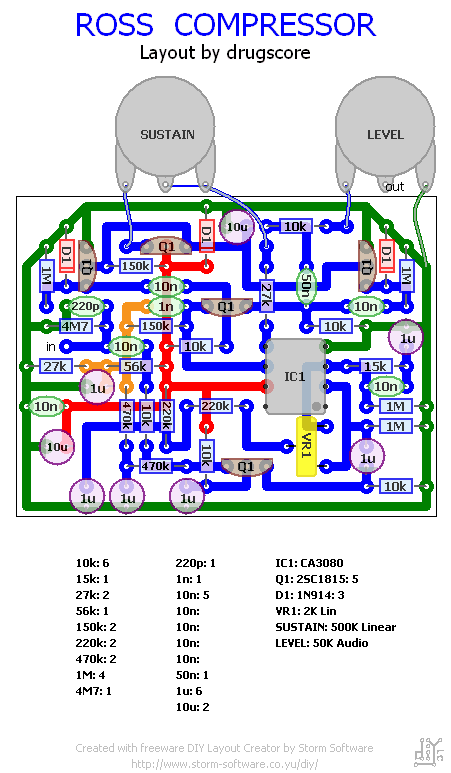 ROSS COMPRESSOR
Layout by drugscore
SUSTAIN
LEVEL
out
D1
10u
10k
Q1
D1
D1
Q1
Q1
1M
150k
1M
10n
27k
50n
220p
1n
Q1
10n
4M7
150k
10k
1u
in
10n
10k
27k
56k
15k
IC1
1u
10n
10n
470k
10k
220k
220k
1M
1M
10u
VR1
10k
1u
470k
Q1
10k
1u
1u
1u
10k: 6
15k: 1
27k: 2
56k: 1
150k: 2
220k: 2
470k: 2
1M: 4
4M7: 1
220p: 1
1n: 1
10n: 5
10n:
10n:
10n:
10n:
50n: 1
1u: 6
10u: 2
IC1: CA3080
Q1: 2SC1815: 5
D1: 1N914: 3
VR1: 2K Lin
SUSTAIN: 500K Linear
LEVEL: 50K Audio
Created with freeware DIY Layout Creator by Storm Software
http://www.storm-software.co.yu/diy/